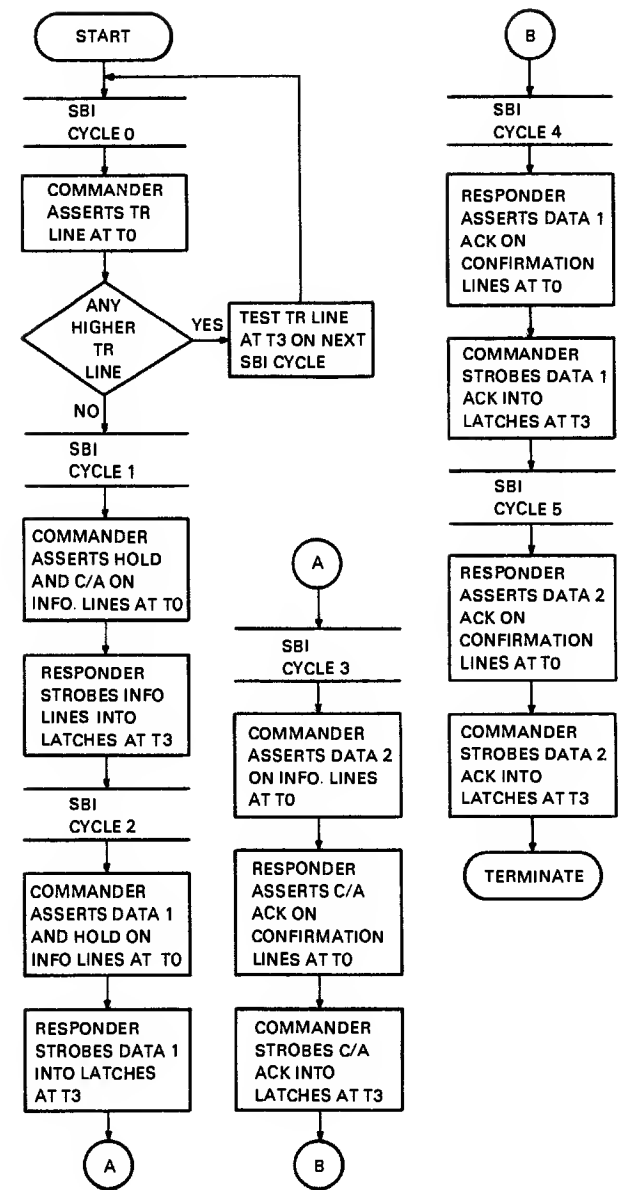 START
SBI
CYCLE 0
COMMANDER
ASSERTS TR
LINE AT T0
ANY
HIGHER
TR
LINE
YES
TEST TR LINE
AT T3 ON NEXT
SBI CYCLE
NO
SBI
CYCLE 1
COMMANDER
ASSERTS HOLD
AND C/A ON
INFO. LINES AT T0
RESPONDER
STROBES INFO
LINES INTO
LATCHES AT T3
SBI
CYCLE 2
COMMANDER
ASSERTS DATA 1
AND HOLD ON
INFO LINES AT T0
RESPONDER
STROBES DATA 1
INTO LATCHES
AT T3
A
A
SBI
CYCLE 3
COMMANDER
ASSERTS DATA 2
ON INFO. LINES
AT T0
RESPONDER
ASSERTS C/A
ACK ON
CONFIRMATION
LINES AT T0
COMMANDER
STROBES C/A
ACK INTO
LATCHES AT T3
B
B
SBI
CYCLE 4
RESPONDER
ASSERTS DATA 1
ACK ON
CONFIRMATION
LINES AT T0
COMMANDER
STROBES DATA 1
ACK INTO
LATCHES AT T3
SBI
CYCLE 5
RESPONDER
ASSERTS DATA 2
ACK ON
CONFIRMATION
LINES AT T0
COMMANDER
STROBES DATA 2
ACK INTO
LATCHES AT T3
TERMINATE